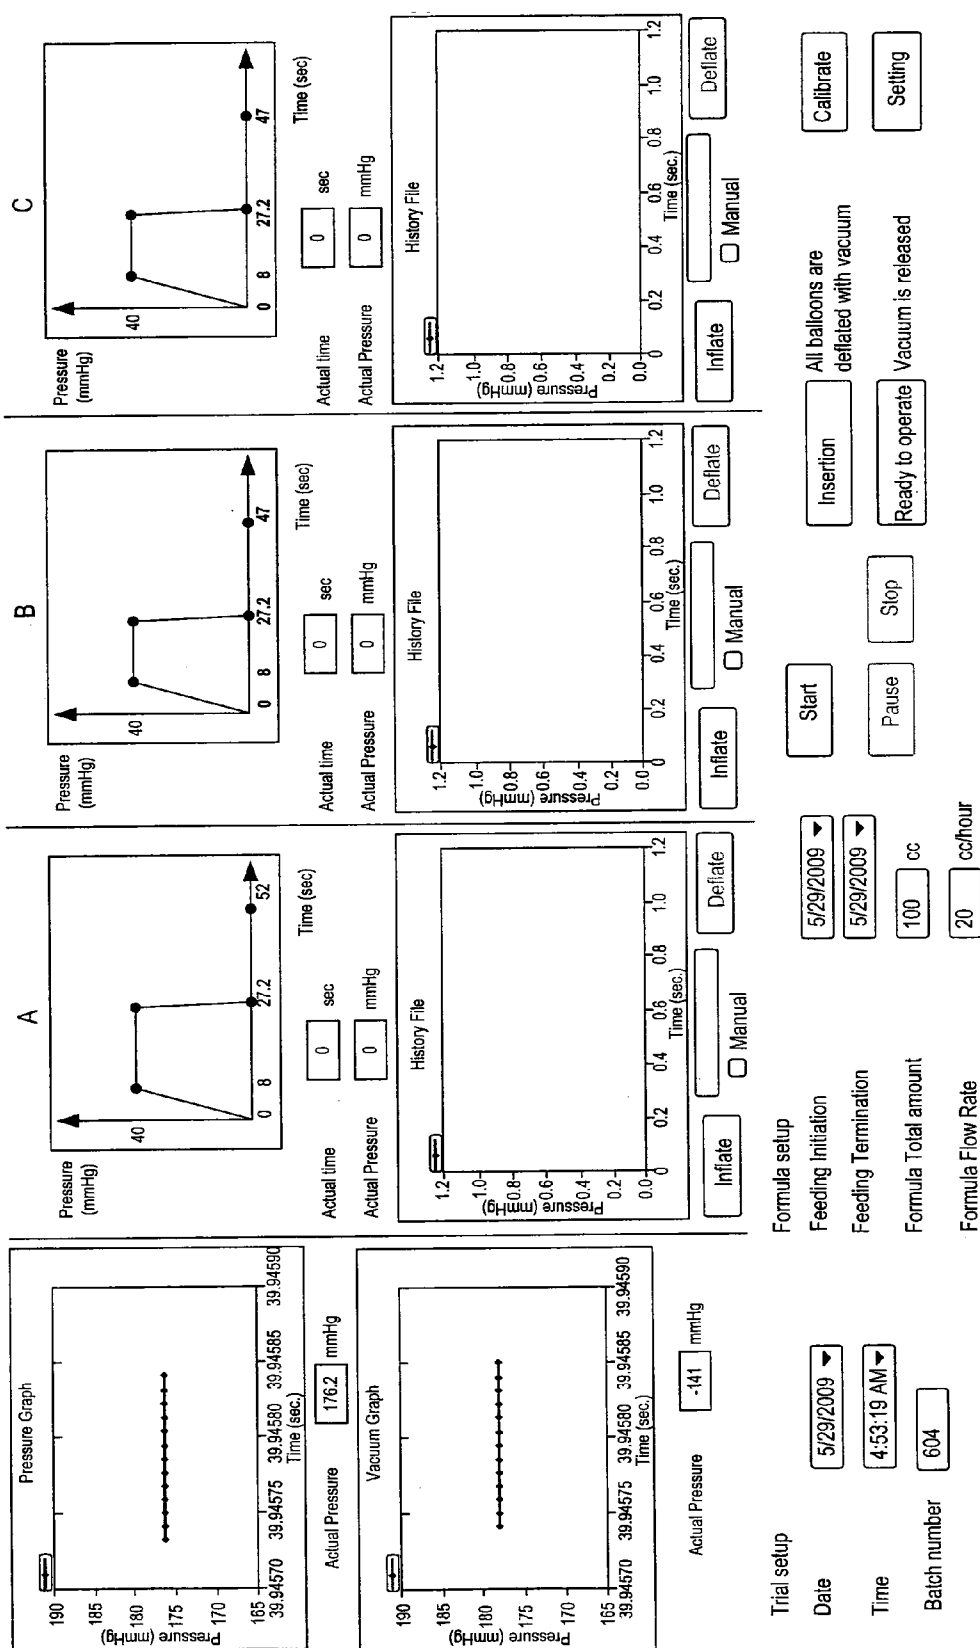 Pressure Graph
190
185
180
175
170
165
Pressure (mmHg)
39.94570 39.94575 39.94580 39.94585 39.94590
Time (sec.)
Actual Pressure 176.2 mmHg
Vacuum Graph
190
185
180
175
170
165
Pressure (mmHg)
39.94570 39.94575 39.94580 39.94585 39.94590
Time (sec.)
Actual Pressure -141 mmHg
A
Pressure
(mmHg)
40
0 8 27.2 52
Time (sec)
Actual time 0 sec
Actual Pressure 0 mmHg
History File
1.2
1.0
0.8
0.6
0.4
0.2
0.0
Pressure (mmHg)
0 0.2 0.4 0.6 0.8 1.0 1.2
Time (sec.)
Inflate Deflate
Manual
B
Pressure
(mmHg)
40
0 8 27.2 47
Time (sec)
Actual time 0 sec
Actual Pressure 0 mmHg
History File
1.2
1.0
0.8
0.6
0.4
0.2
0.0
Pressure (mmHg)
0 0.2 0.4 0.6 0.8 1.0 1.2
Time (sec.)
Inflate Deflate
Manual
C
Pressure
(mmHg)
40
0 8 27.2 47
Time (sec)
Actual time 0 sec
Actual Pressure 0 mmHg
History File
1.2
1.0
0.8
0.6
0.4
0.2
0.0
Pressure (mmHg)
0 0.2 0.4 0.6 0.8 1.0 1.2
Time (sec.)
Inflate Deflate
Manual
Trial setup
Date 5/29/2009
Time 4:53:19 AM
Batch number 604
Formula setup
Feeding Initiation 5/29/2009
Feeding Termination 5/29/2009
Formula Total amount 100 cc
Formula Flow Rate 20 cc/hour
Start
Pause Stop
Insertion All balloons are
deflated with vacuum
Ready to operate Vacuum is released
Calibrate
Setting